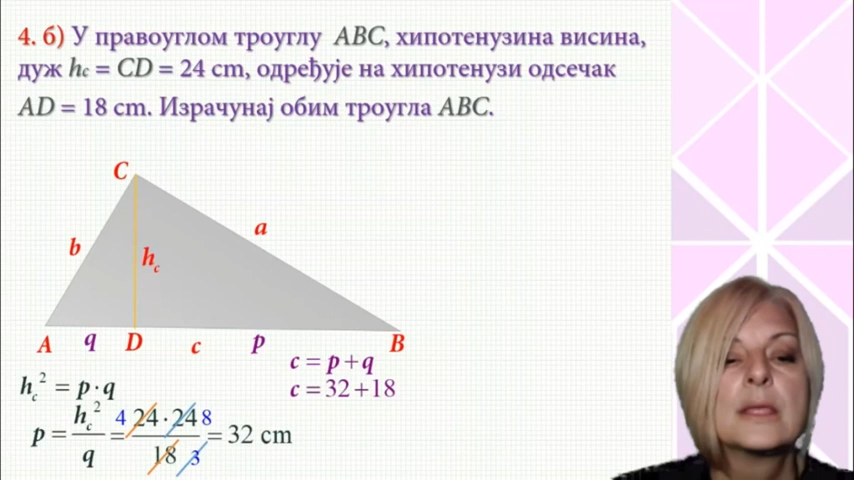 4. б) У правоуглом троуглу ABC, хипотенузина висина,
дуж hc = CD = 24 cm, одређује на хипотенузи одсечак
AD = 18 cm. Израчунај обим троугла ABC.
C
b
a
hc
A
q
D
c
p
B
c = p + q
c = 32 + 18
hc² = p · q
p = hc² / q = 4 24 · 24 8 / 18 3 = 32 cm